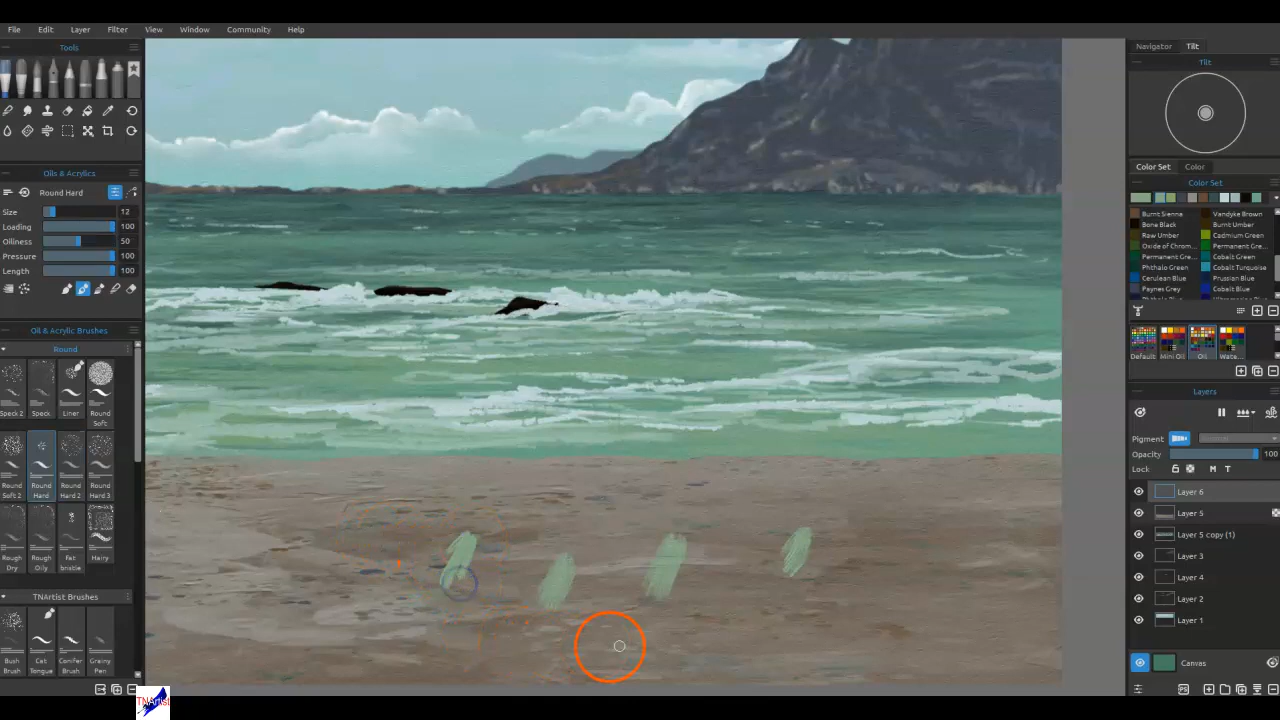 File Edit Layer Filter View Window Community Help
Tools
Oils & Acrylics
Round Hard
Size 12
Loading 100
Oiliness 50
Pressure 100
Length 100
Oil & Acrylic Brushes
Round
Speck 2 Speck Liner Round Soft
Round Soft 2 Round Hard Round Hard 2 Round Hard 3
Rough Dry Rough Oily Fat bristle Hairy
TNArtist Brushes
Bush Brush Cat Tongue Conifer Brush Grainy Pen
TNArtist
Navigator Tilt
Tilt
Color Set Color
Color Set
Burnt Sienna Vandyke Brown
Bone Black Burnt Umber
Raw Umber Cadmium Green
Oxide of Chrom... Permanent Gre...
Permanent Gre... Cobalt Green
Phthalo Green Cobalt Turquoise
Cerulean Blue Prussian Blue
Paynes Grey Cobalt Blue
Default Mini Oil Oil Wate...
Layers
Pigment
Opacity 100
Lock M T
Layer 6
Layer 5
Layer 5 copy (1)
Layer 3
Layer 4
Layer 2
Layer 1
Canvas
PS